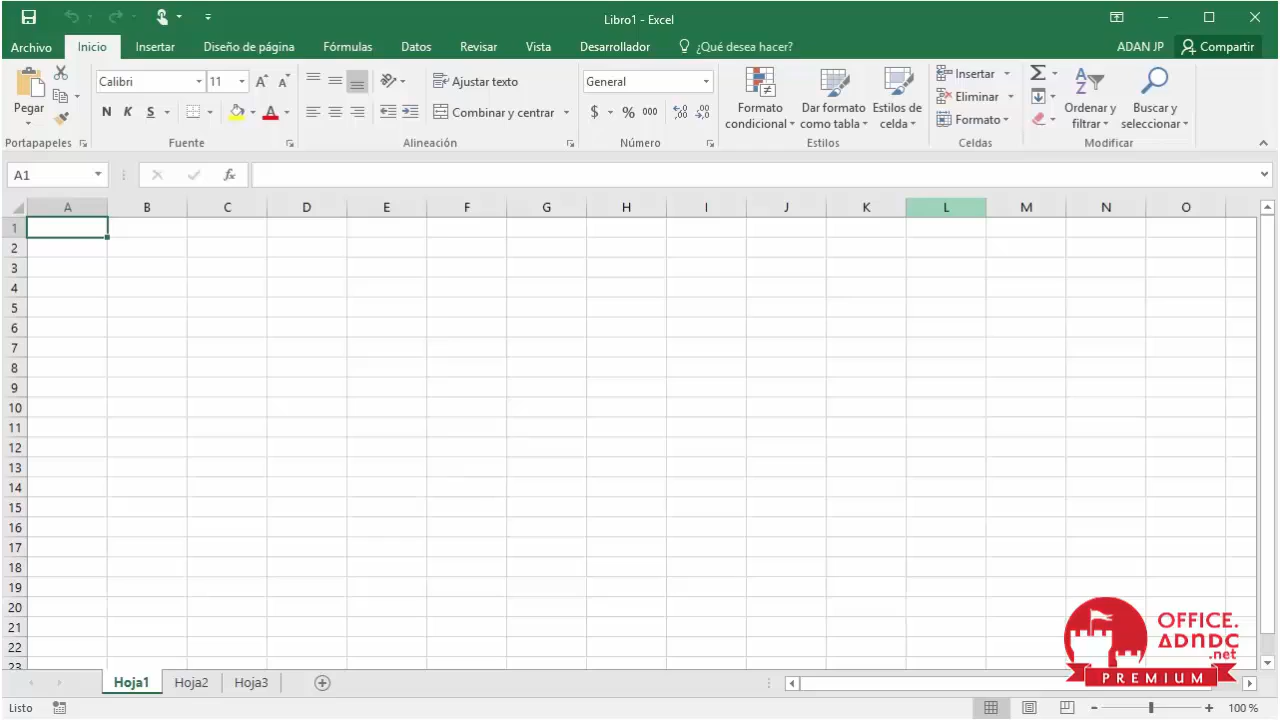 Libro1 - Excel
Archivo Inicio Insertar Diseño de página Fórmulas Datos Revisar Vista Desarrollador ¿Qué desea hacer? ADAN JP Compartir
Pegar
Portapapeles
Calibri 11
N K S A
Fuente
Ajustar texto
Combinar y centrar
Alineación
General
$ % 000
Número
Formato condicional
Dar formato como tabla
Estilos de celda
Estilos
Insertar
Eliminar
Formato
Celdas
Ordenar y filtrar
Buscar y seleccionar
Modificar
A1 fx
A B C D E F G H I J K L M N O
1
2
3
4
5
6
7
8
9
10
11
12
13
14
15
16
17
18
19
20
21
22
23
OFFICE.
ADNDC
.net
PREMIUM
Hoja1 Hoja2 Hoja3
Listo 100 %